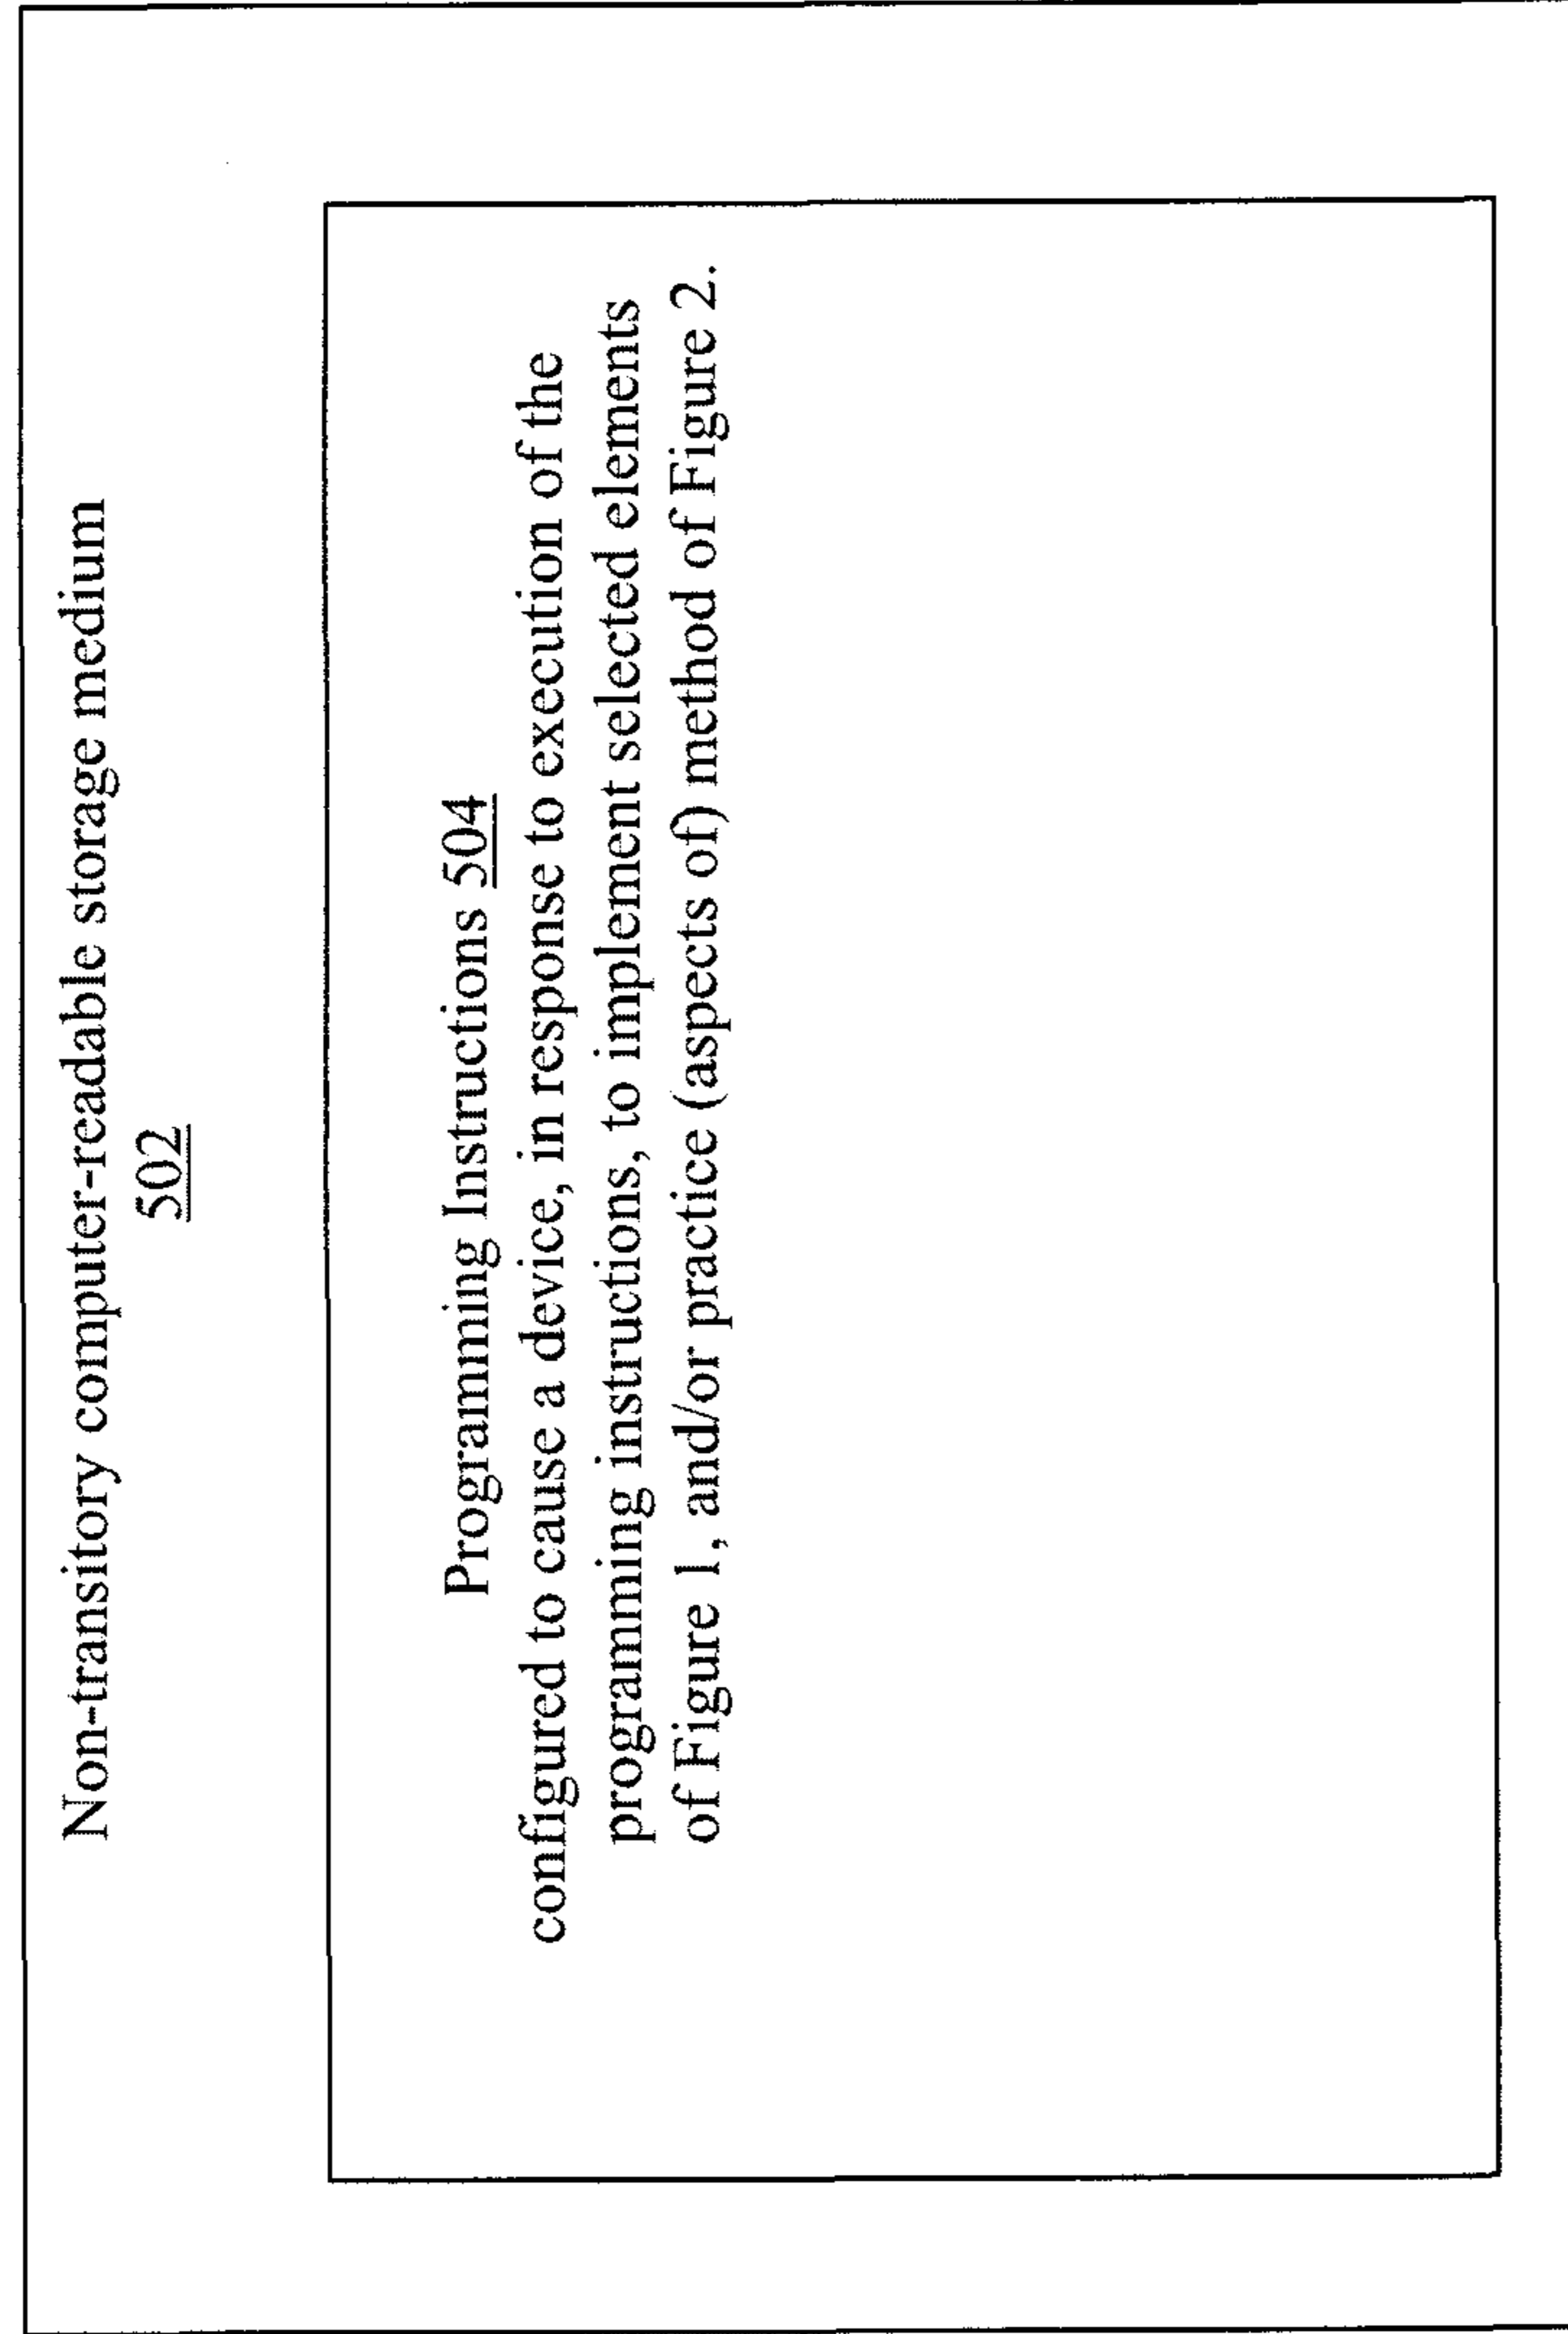 Non-transitory computer-readable storage medium
502
Programming Instructions 504
configured to cause a device, in response to execution of the
programming instructions, to implement selected elements
of Figure 1, and/or practice (aspects of) method of Figure 2.